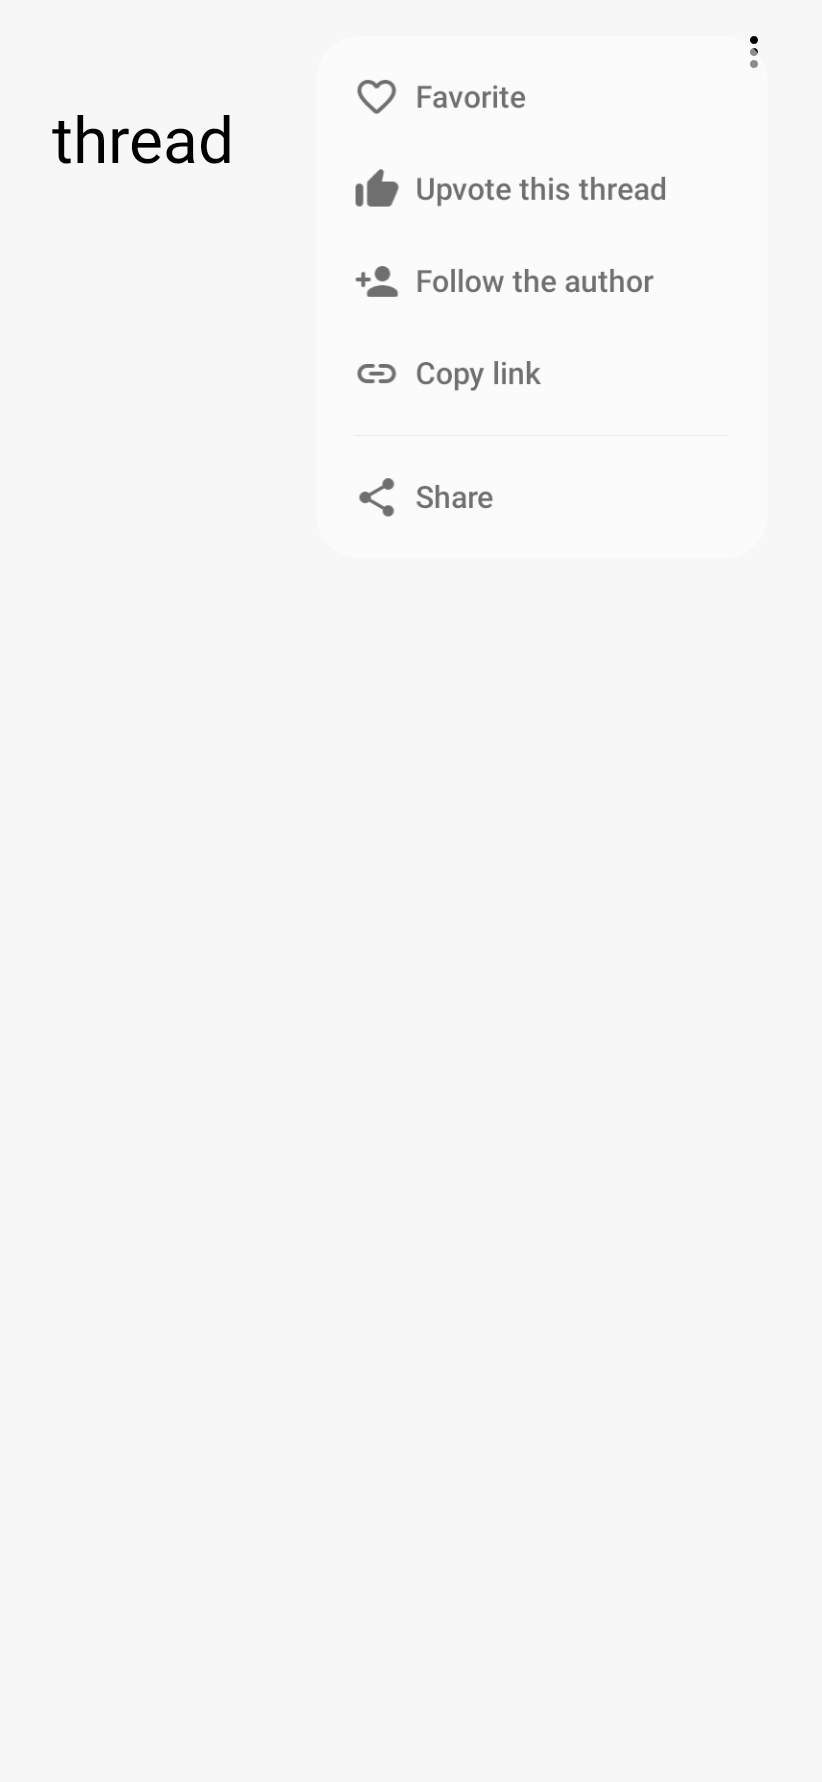 thread
Favorite
Upvote this thread
Follow the author
Copy link
Share